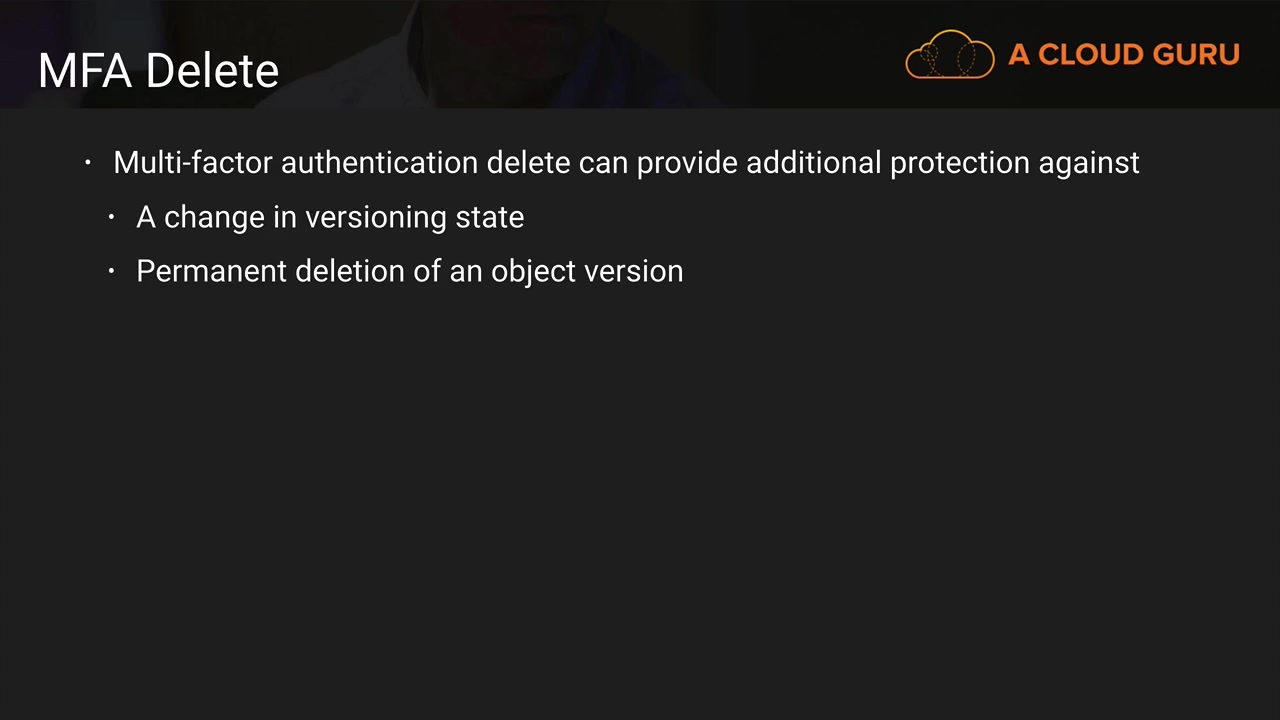 MFA Delete
A CLOUD GURU
• Multi-factor authentication delete can provide additional protection against
• A change in versioning state
• Permanent deletion of an object version